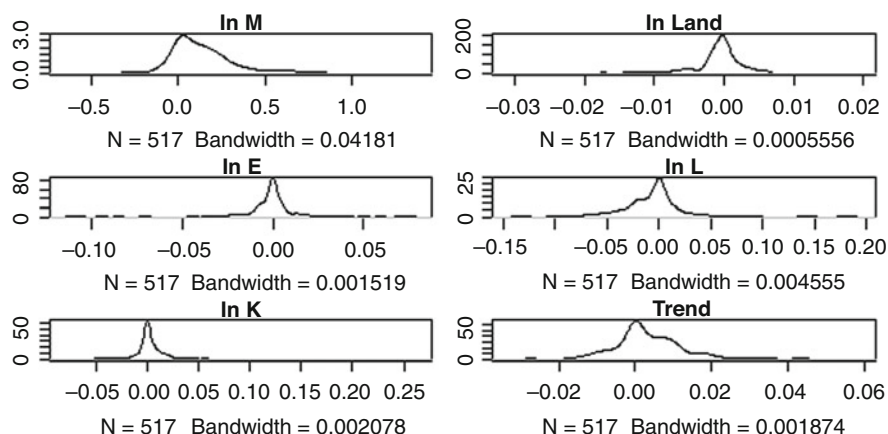 ln M
0.0 3.0
−0.5 0.0 0.5 1.0
N = 517 Bandwidth = 0.04181
ln Land
0 200
−0.03 −0.02 −0.01 0.00 0.01 0.02
N = 517 Bandwidth = 0.0005556
ln E
0 80
−0.10 −0.05 0.00 0.05
N = 517 Bandwidth = 0.001519
ln L
0 25
−0.15 −0.05 0.00 0.05 0.10 0.15 0.20
N = 517 Bandwidth = 0.004555
ln K
0 50
−0.05 0.00 0.05 0.10 0.15 0.20 0.25
N = 517 Bandwidth = 0.002078
Trend
0 50
−0.02 0.00 0.02 0.04 0.06
N = 517 Bandwidth = 0.001874